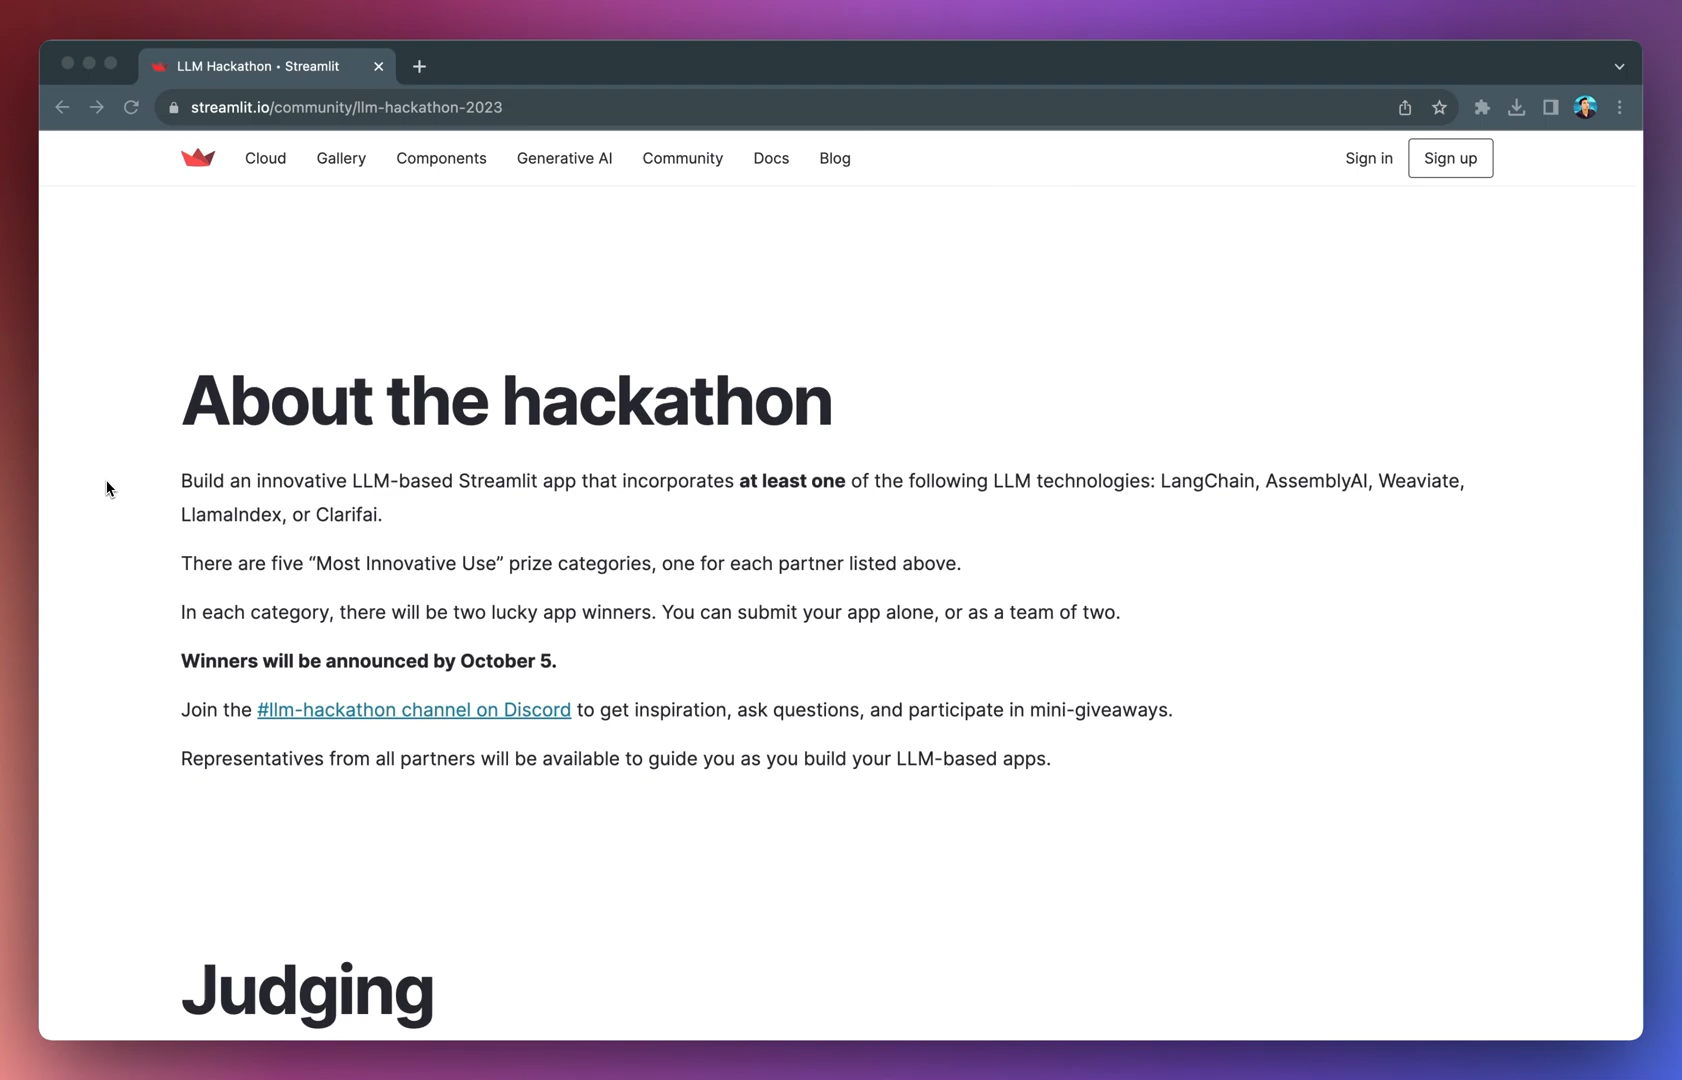 LLM Hackathon • Streamlit
streamlit.io/community/llm-hackathon-2023
Cloud Gallery Components Generative AI Community Docs Blog Sign in Sign up
About the hackathon
Build an innovative LLM-based Streamlit app that incorporates at least one of the following LLM technologies: LangChain, AssemblyAI, Weaviate,
LlamaIndex, or Clarifai.
There are five “Most Innovative Use” prize categories, one for each partner listed above.
In each category, there will be two lucky app winners. You can submit your app alone, or as a team of two.
Winners will be announced by October 5.
Join the #llm-hackathon channel on Discord to get inspiration, ask questions, and participate in mini-giveaways.
Representatives from all partners will be available to guide you as you build your LLM-based apps.
Judging